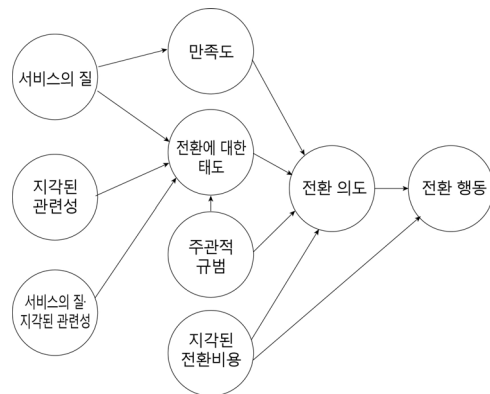 만족도
서비스의 질
전환에 대한
태도
지각된
관련성
전환 의도
전환 행동
주관적
규범
서비스의 질·
지각된 관련성
지각된
전환비용